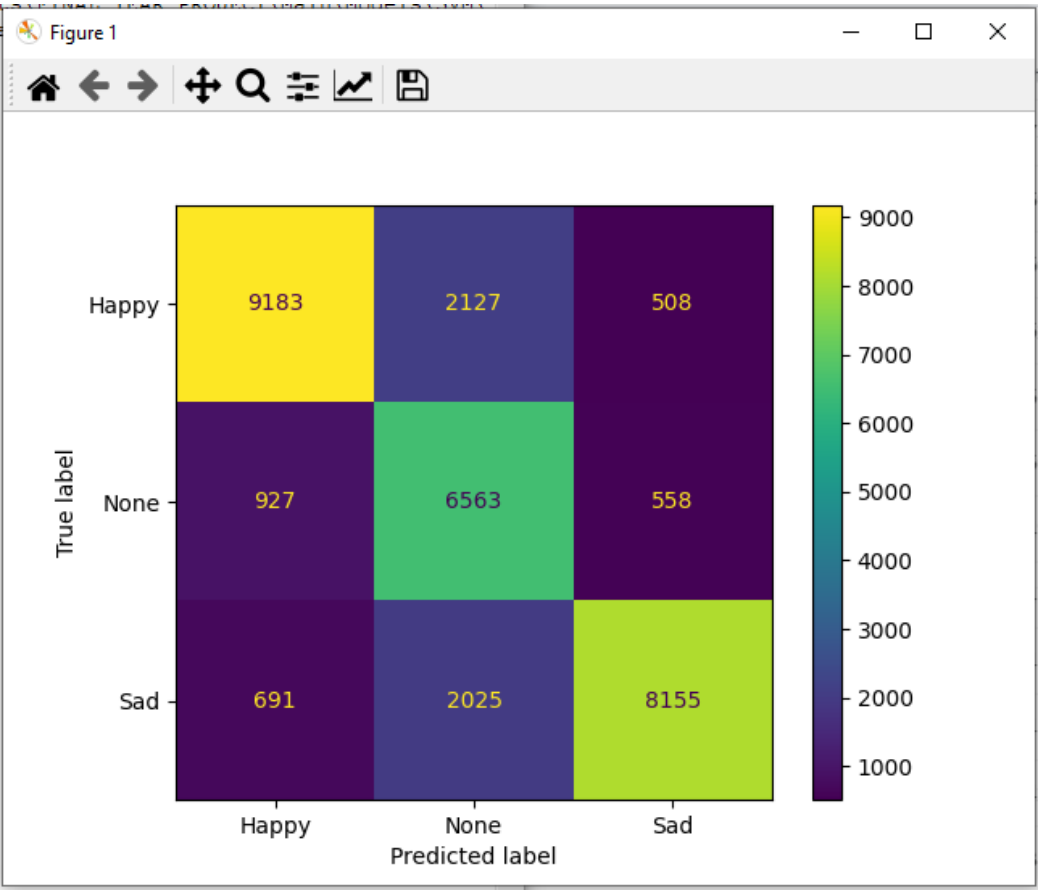 Figure 1
9000
Happy 9183 2127 508
8000
7000
6000
True label
None 927 6563 558
5000
4000
3000
Sad 691 2025 8155
2000
1000
Happy None Sad
Predicted label